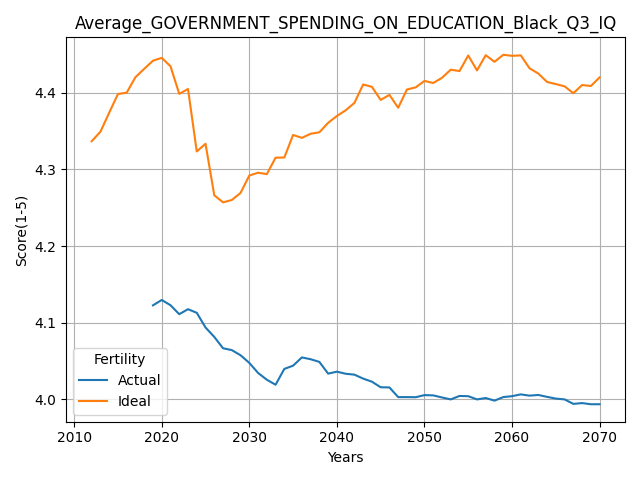 Average_GOVERNMENT_SPENDING_ON_EDUCATION_Black_Q3_IQ
Score(1-5)
4.4
4.3
4.2
4.1
4.0
Fertility
Actual
Ideal
2010 2020 2030 2040 2050 2060 2070
Years